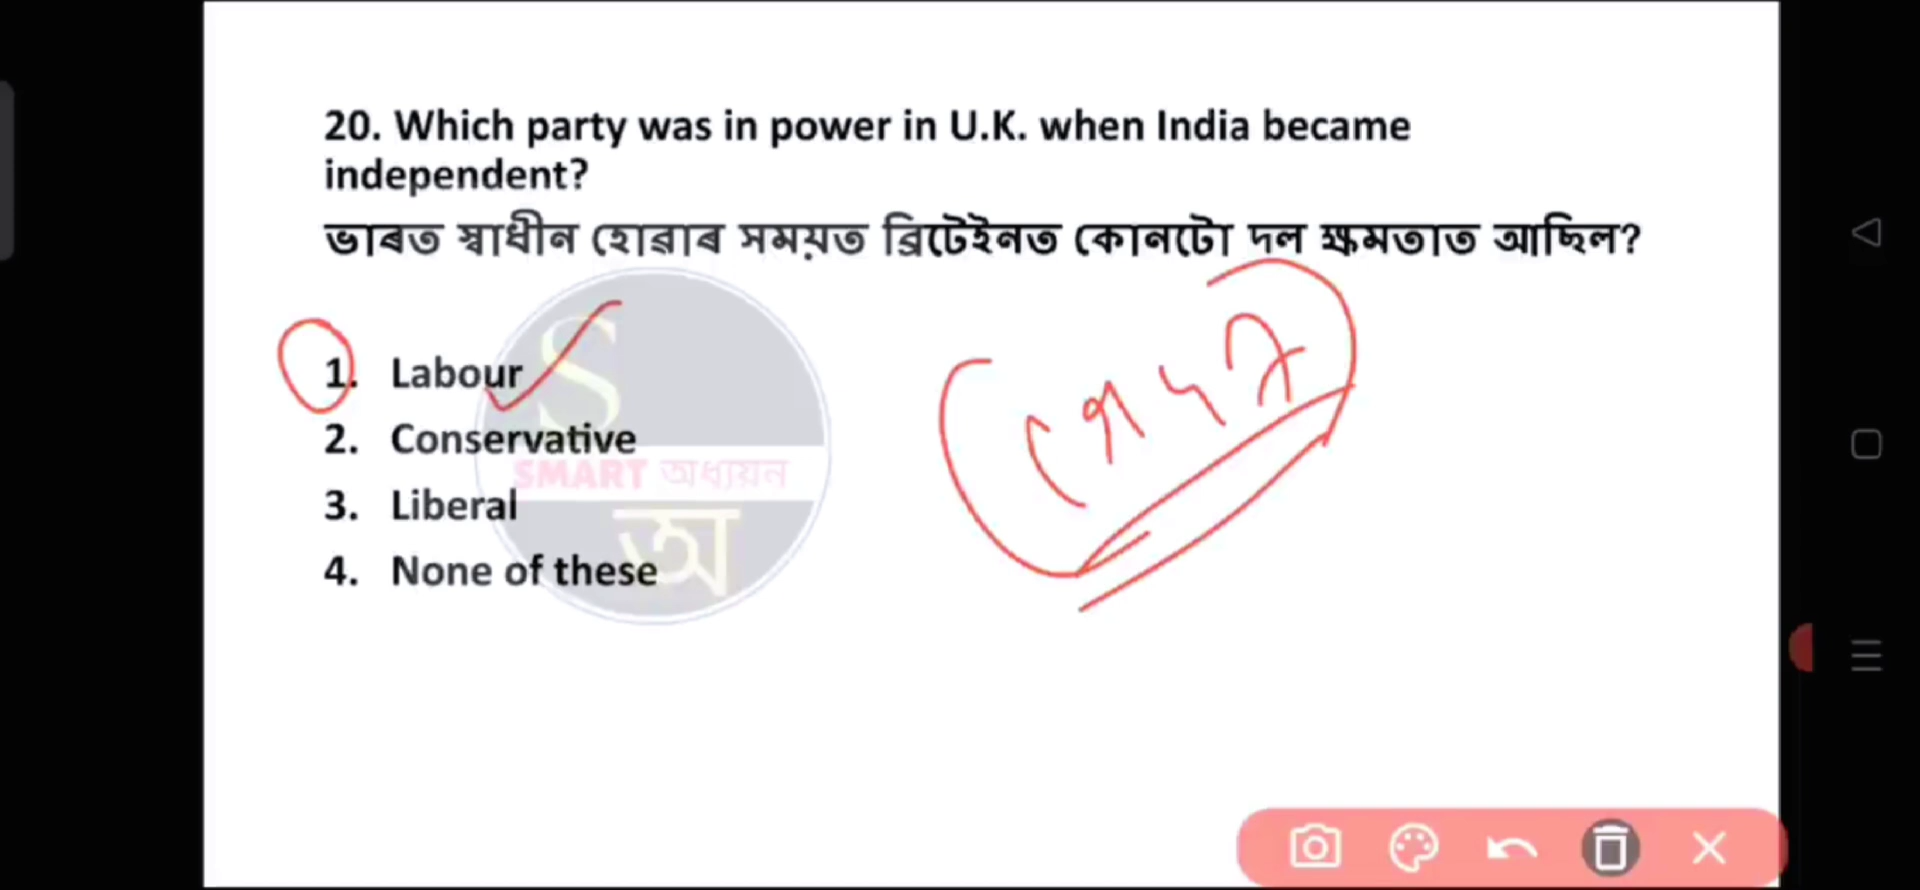 20. Which party was in power in U.K. when India became
independent?
ভাৰত স্বাধীন হোৱাৰ সময়ত ব্ৰিটেইনত কোনটো দল ক্ষমতাত আছিল?
1. Labour
2. Conservative
3. Liberal
4. None of these
S
SMART অধ্যয়ন
অ